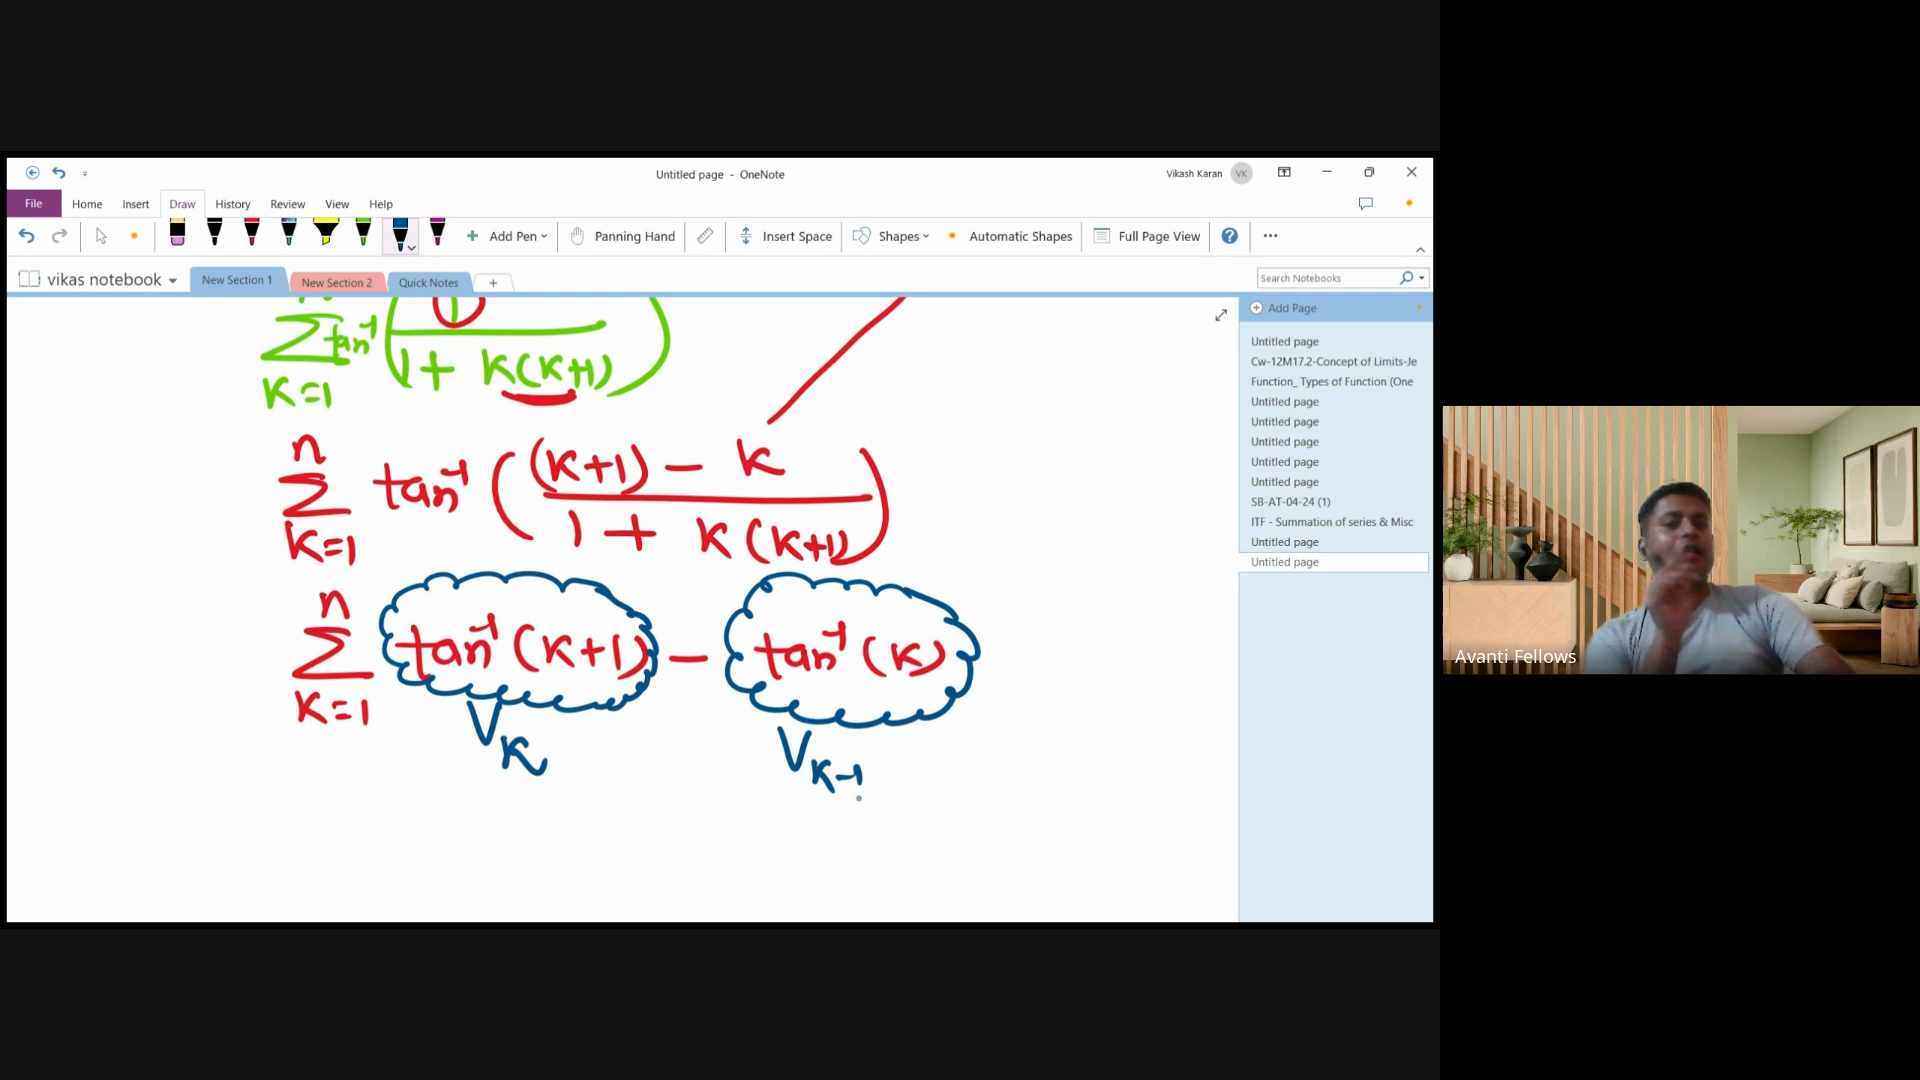 Untitled page - OneNote
Vikash Karan VK
File Home Insert Draw History Review View Help
Add Pen Panning Hand Insert Space Shapes Automatic Shapes ? Full Page View
vikas notebook New Section 1 New Section 2 Quick Notes +
Search Notebooks
Add Page
Untitled page
Cw-12M17.2-Concept of Limits-Je
Function_ Types of Function (One
Untitled page
Untitled page
Untitled page
Untitled page
Untitled page
SB-AT-04-24 (1)
ITF - Summation of series & Misc
Untitled page
Untitled page
∑ tan⁻¹ ( 1 / 1 + K(K+1) )
K=1
n
∑ tan⁻¹ ( (K+1) - K / 1 + K(K+1) )
K=1
n
∑ tan⁻¹(K+1) - tan⁻¹(K)
K=1
V_K V_K-1
Avanti Fellows